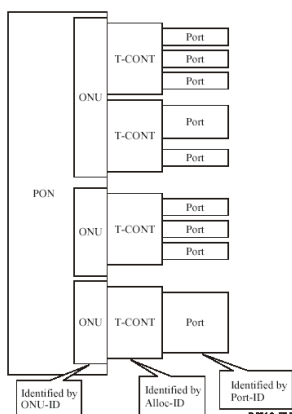 T-CONT
Port
Port
Port
ONU
T-CONT
Port
Port
PON
ONU
T-CONT
Port
Port
Port
ONU
T-CONT
Port
Identified by
ONU-ID
Identified by
Alloc-ID
Identified by
Port-ID